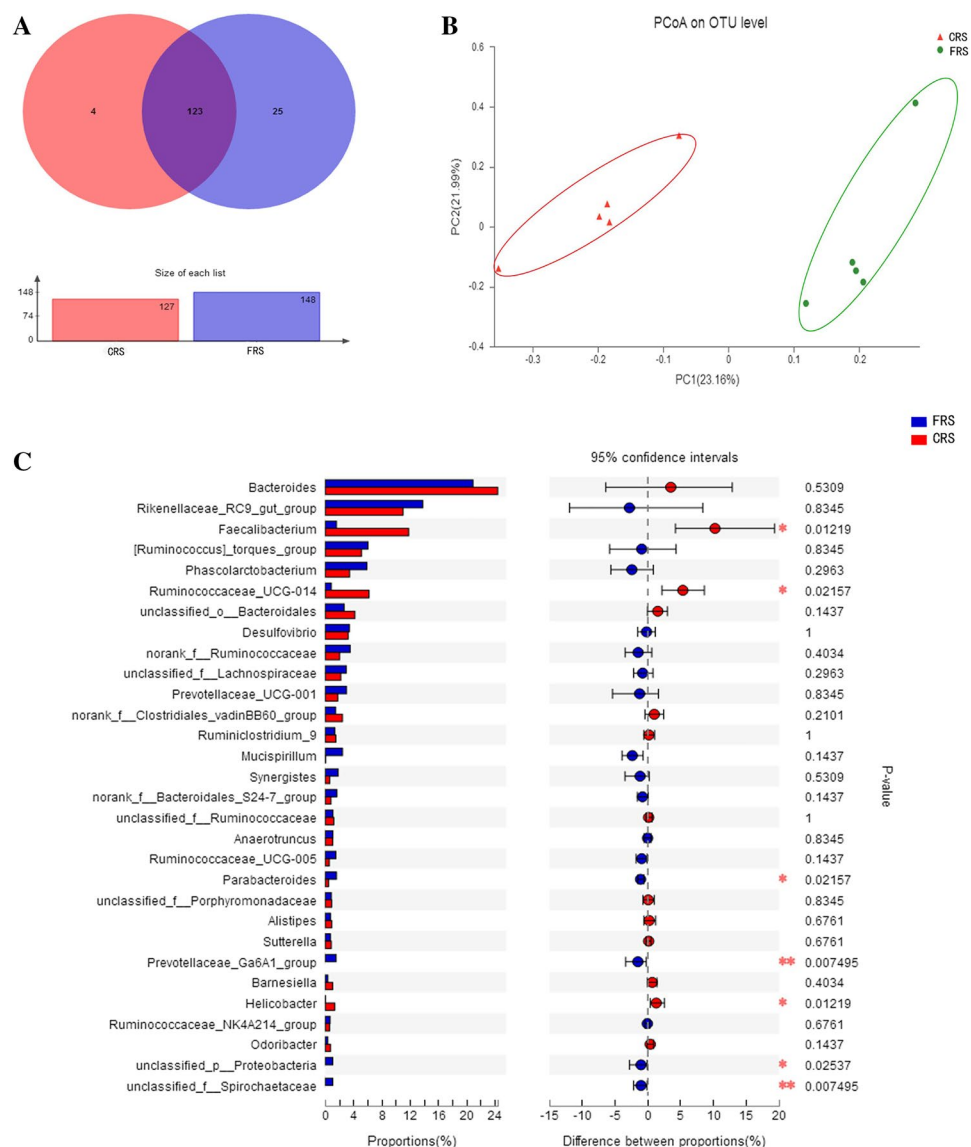 A
4
123
25
Size of each list
148
74
0
127
148
CRS
FRS
B
PCoA on OTU level
CRS
FRS
0.6
0.4
0.2
0
-0.2
-0.4
PC2(21.99%)
-0.3
-0.2
-0.1
0
0.1
0.2
PC1(23.16%)
FRS
CRS
C
95% confidence intervals
Bacteroides 0.5309
Rikenellaceae_RC9_gut_group 0.8345
Faecalibacterium * 0.01219
[Ruminococcus]_torques_group 0.8345
Phascolarctobacterium 0.2963
Ruminococcaceae_UCG-014 * 0.02157
unclassified_o__Bacteroidales 0.1437
Desulfovibrio 1
norank_f__Ruminococcaceae 0.4034
unclassified_f__Lachnospiraceae 0.2963
Prevotellaceae_UCG-001 0.8345
norank_f__Clostridiales_vadinBB60_group 0.2101
Ruminiclostridium_9 1
Mucispirillum 0.1437
Synergistes 0.5309
norank_f__Bacteroidales_S24-7_group 0.1437
unclassified_f__Ruminococcaceae 1
Anaerotruncus 0.8345
Ruminococcaceae_UCG-005 0.1437
Parabacteroides * 0.02157
unclassified_f__Porphyromonadaceae 0.8345
Alistipes 0.6761
Sutterella 0.6761
Prevotellaceae_Ga6A1_group ** 0.007495
Barnesiella 0.4034
Helicobacter * 0.01219
Ruminococcaceae_NK4A214_group 0.6761
Odoribacter 0.1437
unclassified_p__Proteobacteria * 0.02537
unclassified_f__Spirochaetaceae ** 0.007495
P-value
0 4 8 12 16 20 24
Proportions(%)
-15 -10 -5 0 5 10 15 20
Difference between proportions(%)